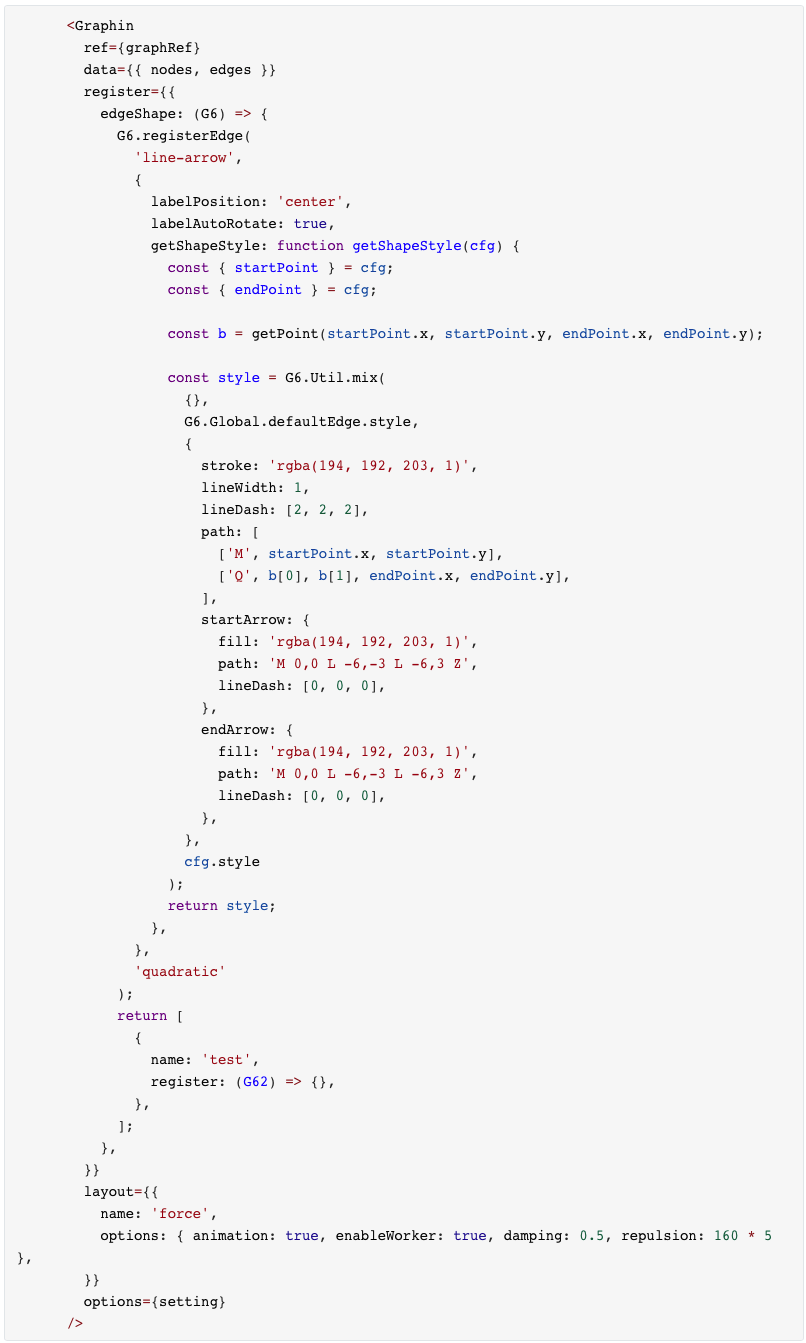 <Graphin
ref={graphRef}
data={{ nodes, edges }}
register={{
edgeShape: (G6) => {
G6.registerEdge(
'line-arrow',
{
labelPosition: 'center',
labelAutoRotate: true,
getShapeStyle: function getShapeStyle(cfg) {
const { startPoint } = cfg;
const { endPoint } = cfg;
const b = getPoint(startPoint.x, startPoint.y, endPoint.x, endPoint.y);
const style = G6.Util.mix(
{},
G6.Global.defaultEdge.style,
{
stroke: 'rgba(194, 192, 203, 1)',
lineWidth: 1,
lineDash: [2, 2, 2],
path: [
['M', startPoint.x, startPoint.y],
['Q', b[0], b[1], endPoint.x, endPoint.y],
],
startArrow: {
fill: 'rgba(194, 192, 203, 1)',
path: 'M 0,0 L -6,-3 L -6,3 Z',
lineDash: [0, 0, 0],
},
endArrow: {
fill: 'rgba(194, 192, 203, 1)',
path: 'M 0,0 L -6,-3 L -6,3 Z',
lineDash: [0, 0, 0],
},
},
cfg.style
);
return style;
},
},
'quadratic'
);
return [
{
name: 'test',
register: (G62) => {},
},
];
},
}}
layout={{
name: 'force',
options: { animation: true, enableWorker: true, damping: 0.5, repulsion: 160 * 5
},
}}
options={setting}
/>